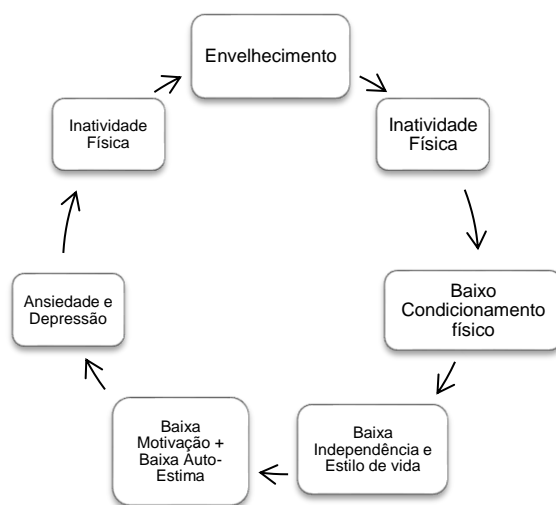 Envelhecimento
Inatividade
Física
Baixo
Condicionamento
físico
Baixa
Independência e
Estilo de vida
Baixa
Motivação +
Baixa Auto-
Estima
Ansiedade e
Depressão
Inatividade
Física